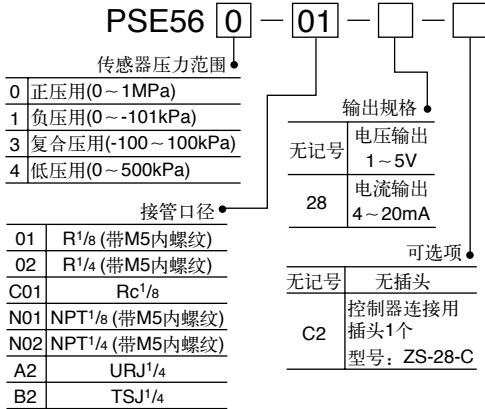 PSE56 0 — 01 — □ — □
传感器压力范围
0 正压用(0～1MPa)
1 负压用(0～-101kPa)
3 复合压用(-100～100kPa)
4 低压用(0～500kPa)
接管口径
01 R1/8 (带M5内螺纹)
02 R1/4 (带M5内螺纹)
C01 Rc1/8
N01 NPT1/8 (带M5内螺纹)
N02 NPT1/4 (带M5内螺纹)
A2 URJ1/4
B2 TSJ1/4
输出规格
无记号 电压输出
1～5V
28 电流输出
4～20mA
可选项
无记号 无插头
C2 控制器连接用
插头1个
型号：ZS-28-C